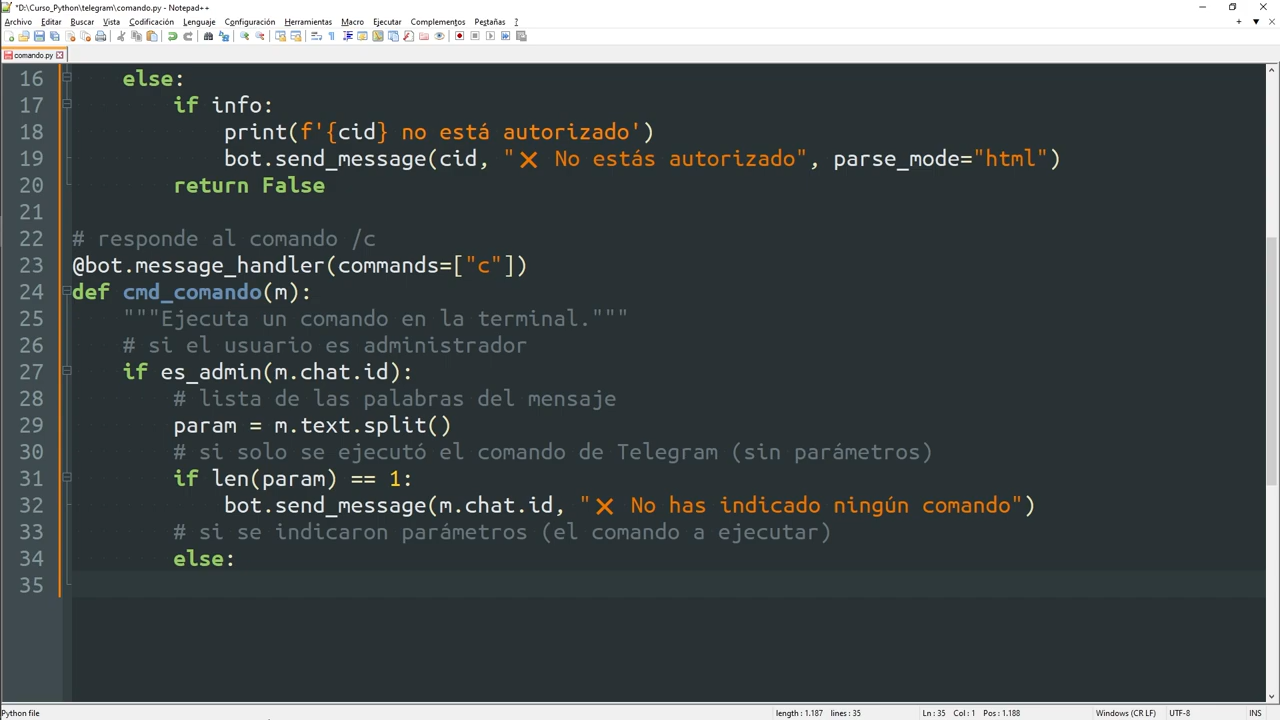 *D:\Curso_Python\telegram\comando.py - Notepad++
Archivo Editar Buscar Vista Codificación Lenguaje Configuración Herramientas Macro Ejecutar Complementos Pestañas ?
comando.py
16 else:
17 if info:
18 print(f'{cid} no está autorizado')
19 bot.send_message(cid, "❌ No estás autorizado", parse_mode="html")
20 return False
21
22 # responde al comando /c
23 @bot.message_handler(commands=["c"])
24 def cmd_comando(m):
25 """Ejecuta un comando en la terminal."""
26 # si el usuario es administrador
27 if es_admin(m.chat.id):
28 # lista de las palabras del mensaje
29 param = m.text.split()
30 # si solo se ejecutó el comando de Telegram (sin parámetros)
31 if len(param) == 1:
32 bot.send_message(m.chat.id, "❌ No has indicado ningún comando")
33 # si se indicaron parámetros (el comando a ejecutar)
34 else:
35
Python file length : 1.187 lines : 35 Ln : 35 Col : 1 Pos : 1.188 Windows (CR LF) UTF-8 INS